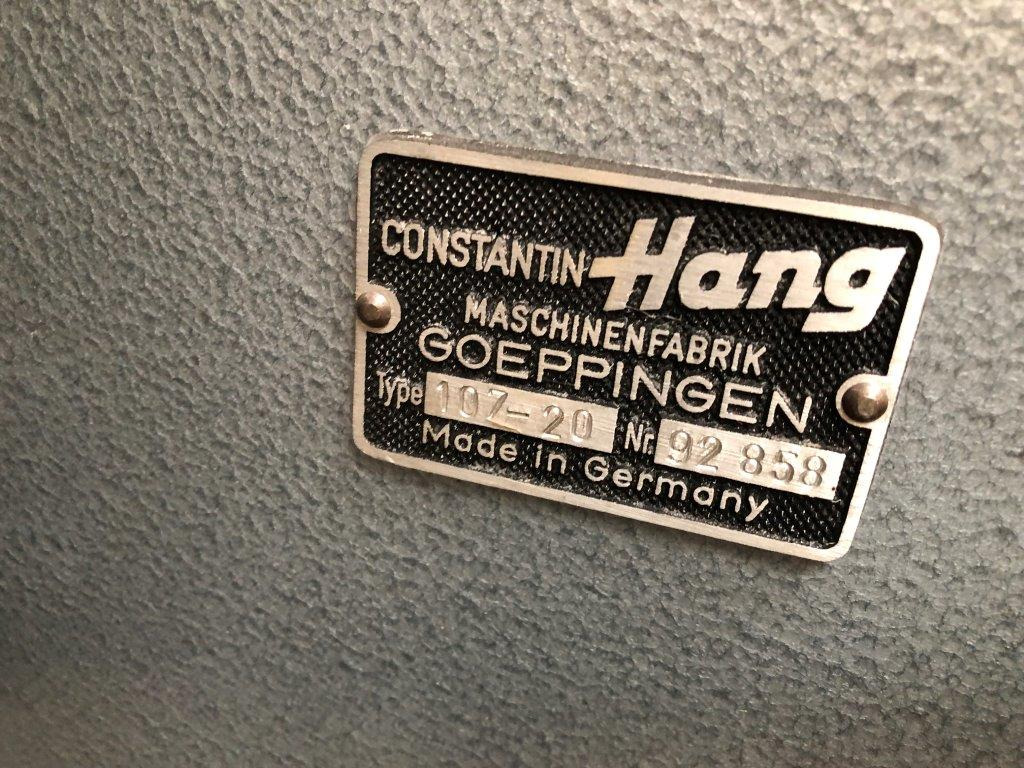 CONSTANTIN Hang
MASCHINENFABRIK
GOEPPINGEN
Type 107-20 Nr. 92 858
Made in Germany